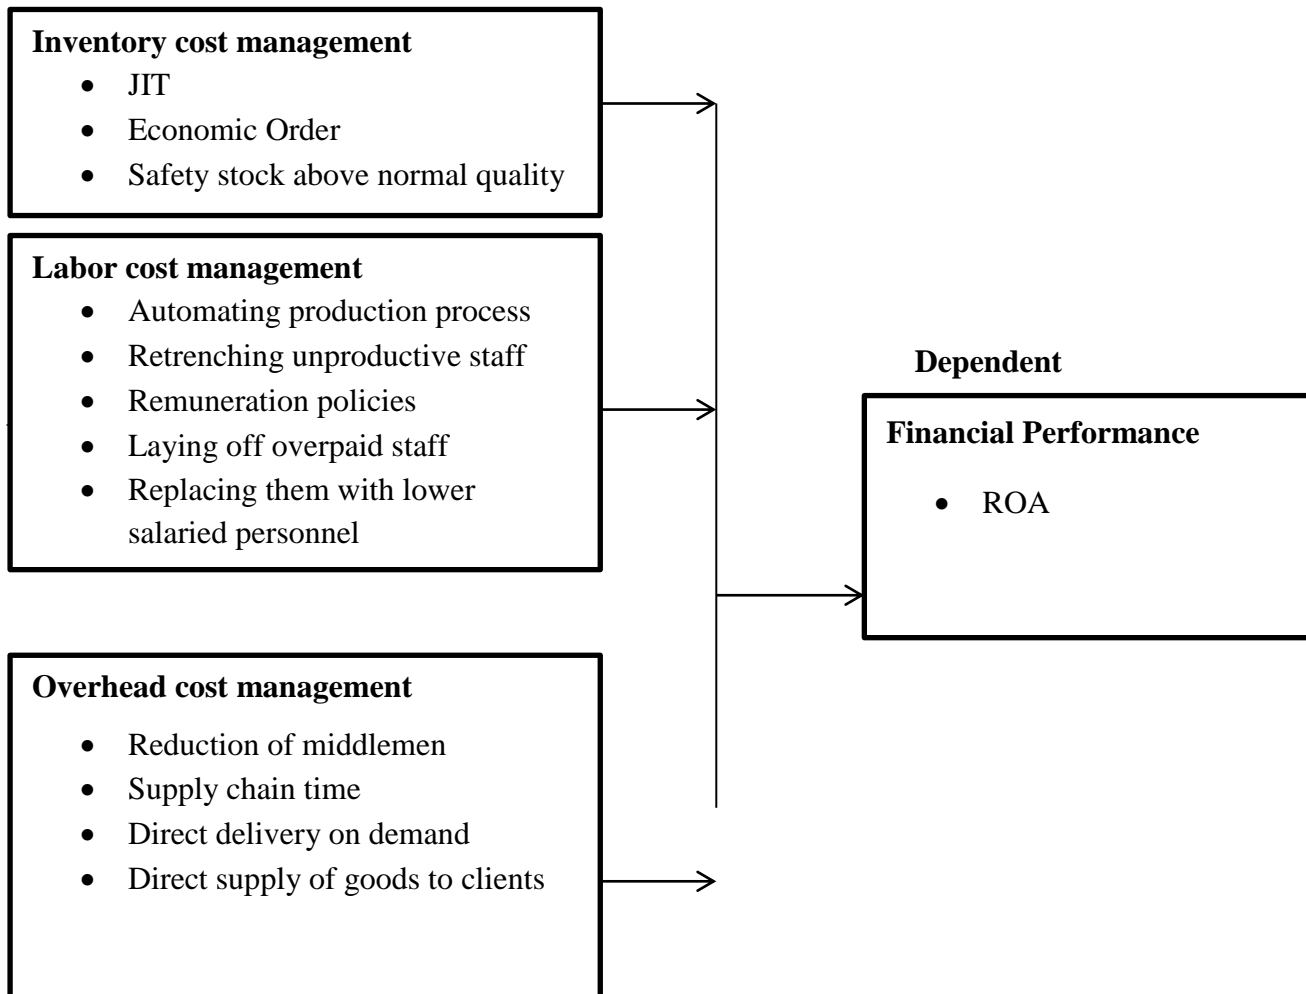 Inventory cost management
• JIT
• Economic Order
• Safety stock above normal quality
Labor cost management
• Automating production process
• Retrenching unproductive staff
• Remuneration policies
• Laying off overpaid staff
• Replacing them with lower
salaried personnel
Overhead cost management
• Reduction of middlemen
• Supply chain time
• Direct delivery on demand
• Direct supply of goods to clients
Dependent
Financial Performance
• ROA